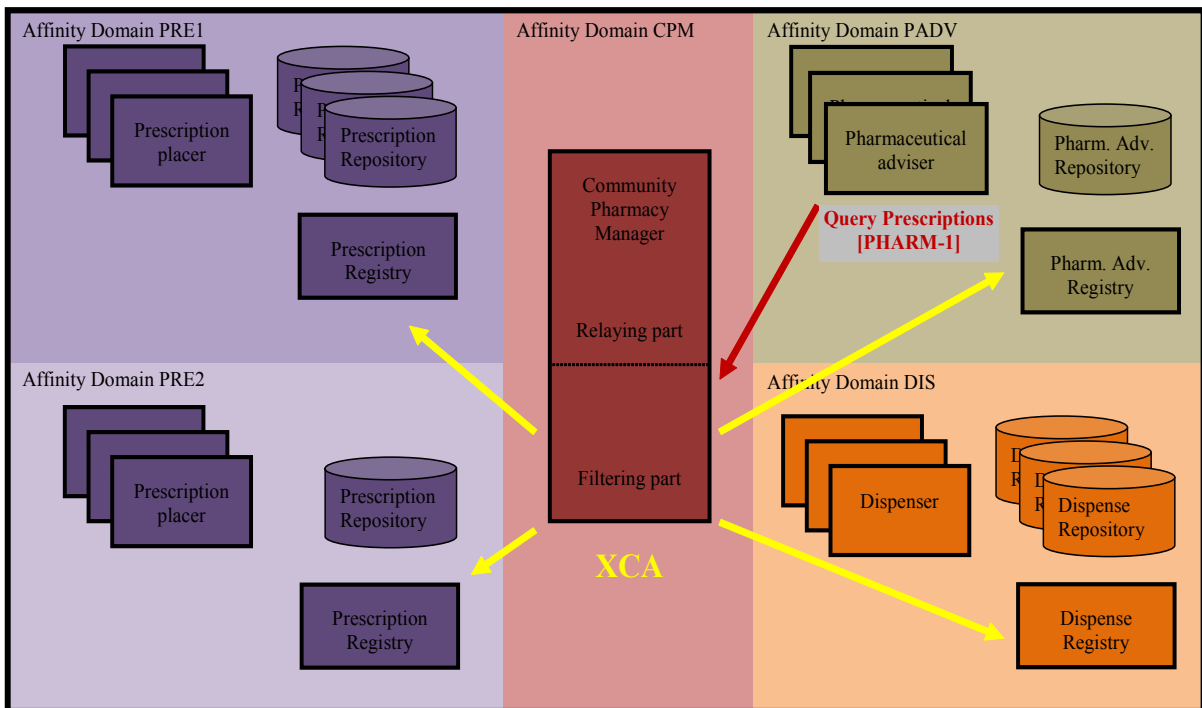 Affinity Domain PRE1
Prescription
placer
Prescription
Repository
Prescription
Registry
Affinity Domain CPM
Community
Pharmacy
Manager
Relaying part
Filtering part
XCA
Affinity Domain PADV
Pharmaceutical
adviser
Pharm. Adv.
Repository
Query Prescriptions
[PHARM-1]
Pharm. Adv.
Registry
Affinity Domain PRE2
Prescription
placer
Prescription
Repository
Prescription
Registry
Affinity Domain DIS
Dispenser
Dispense
Repository
Dispense
Registry